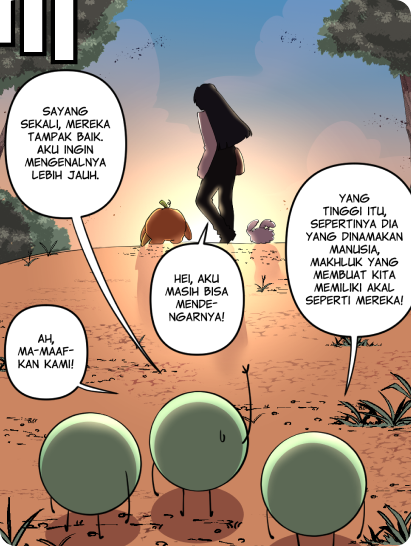 SAYANG
SEKALI, MEREKA
TAMPAK BAIK.
AKU INGIN
MENGENALNYA
LEBIH JAUH.
YANG
TINGGI ITU,
SEPERTINYA DIA
YANG DINAMAKAN
MANUSIA,
MAKHLUK YANG
MEMBUAT KITA
MEMILIKI AKAL
SEPERTI MEREKA!
HEI, AKU
MASIH BISA
MENDE-
NGARNYA!
AH,
MA-MAAF-
KAN KAMI!